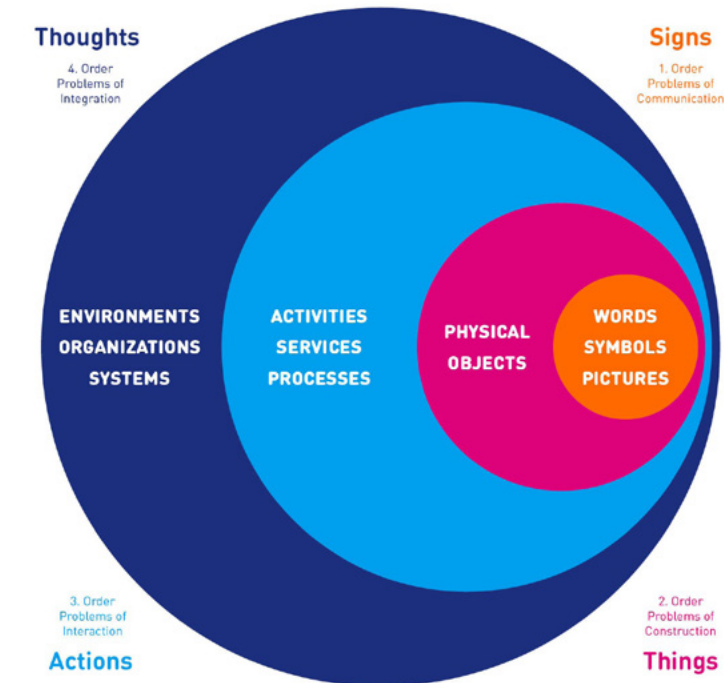 Thoughts
4. Order
Problems of
Integration
Signs
1. Order
Problems of
Communication
ENVIRONMENTS
ORGANIZATIONS
SYSTEMS
ACTIVITIES
SERVICES
PROCESSES
PHYSICAL
OBJECTS
WORDS
SYMBOLS
PICTURES
3. Order
Problems of
Interaction
Actions
2. Order
Problems of
Construction
Things